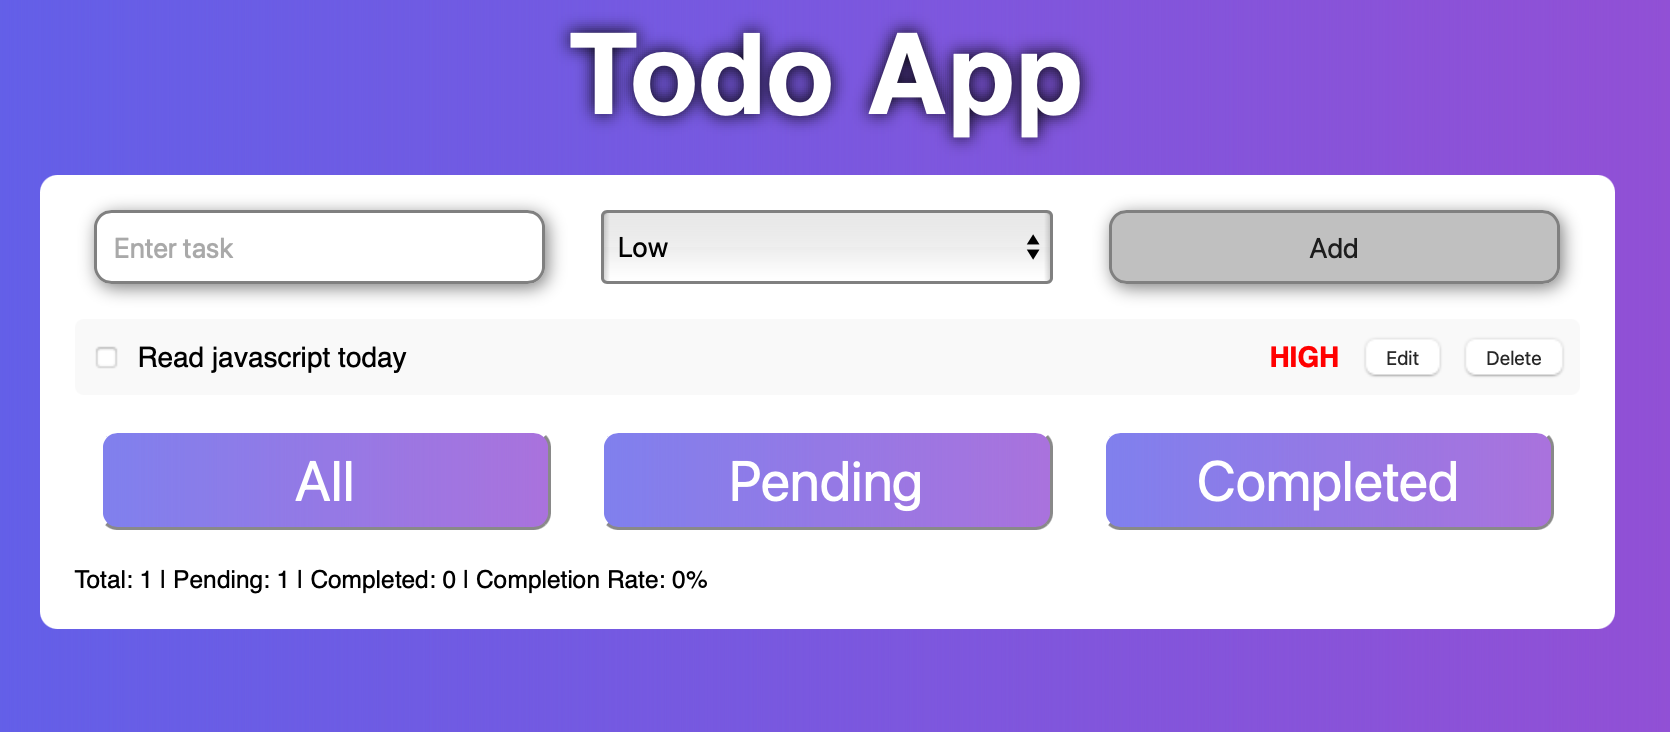 Todo App
Enter task Low Add
Read javascript today HIGH Edit Delete
All Pending Completed
Total: 1 | Pending: 1 | Completed: 0 | Completion Rate: 0%